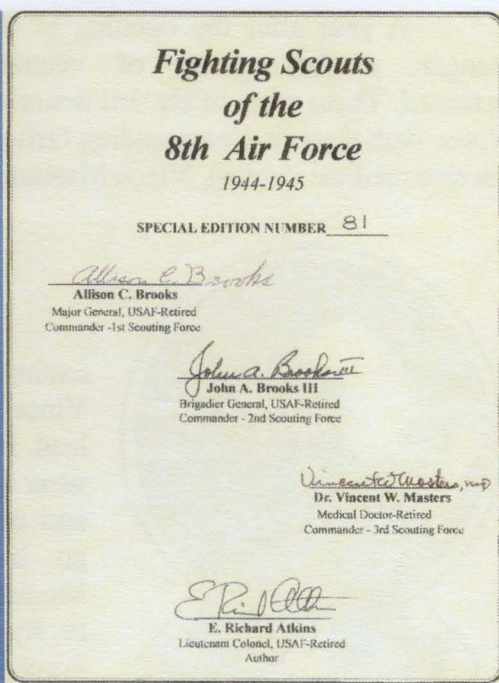 Fighting Scouts
of the
8th Air Force
1944-1945
SPECIAL EDITION NUMBER 81
Allison C. Brooks
Allison C. Brooks
Major General, USAF-Retired
Commander -1st Scouting Force
John A. Brooks III
John A. Brooks III
Brigadier General, USAF-Retired
Commander - 2nd Scouting Force
Vincent W Masters, MD
Dr. Vincent W. Masters
Medical Doctor-Retired
Commander - 3rd Scouting Force
E. Richard Atkins
Lieutenant Colonel, USAF-Retired
Author